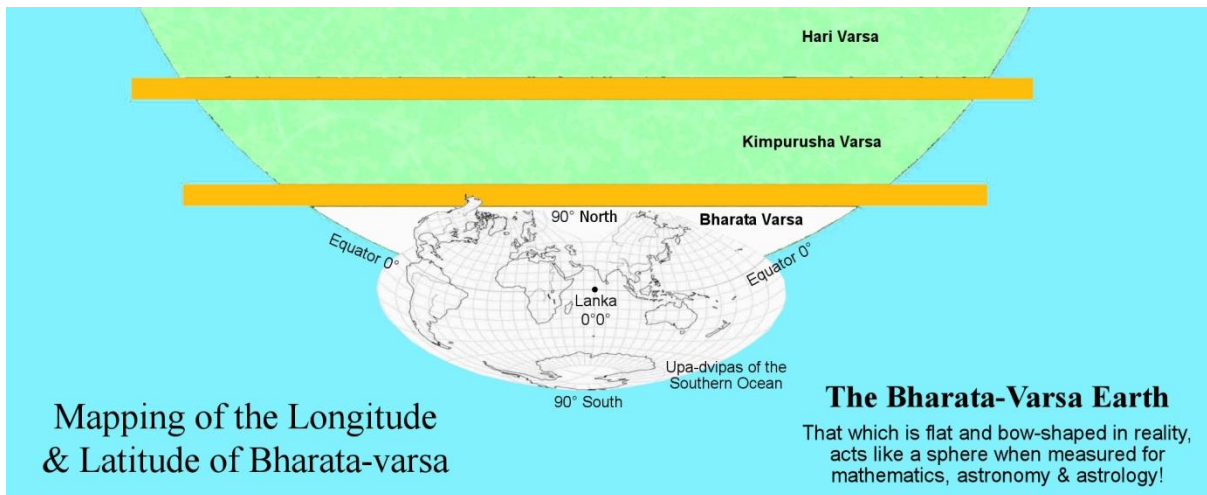 Hari Varsa
Kimpurusha Varsa
90° North
Bharata Varsa
Equator 0°
Equator 0°
Lanka
0°0'
Upa-dvipas of the
Southern Ocean
90° South
Mapping of the Longitude
& Latitude of Bharata-varsa
The Bharata-Varsa Earth
That which is flat and bow-shaped in reality,
acts like a sphere when measured for
mathematics, astronomy & astrology!